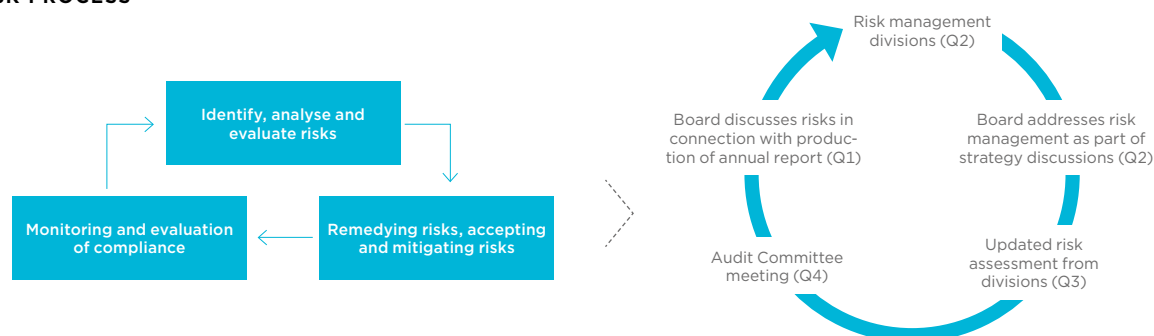 Identify, analyse and
evaluate risks
Monitoring and evaluation
of compliance
Remedying risks, accepting
and mitigating risks
Risk management
divisions (Q2)
Board discusses risks in
connection with produc-
tion of annual report (Q1)
Board addresses risk
management as part of
strategy discussions (Q2)
Audit Committee
meeting (Q4)
Updated risk
assessment from
divisions (Q3)